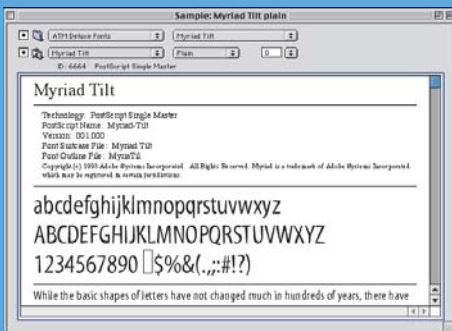 Sample: Myriad Tilt plain
ATM Deluxe Fonts Myriad Tilt
Myriad Tilt Plain
ID: 6664 PostScript Single Master
Myriad Tilt
Technology: PostScript Single Master
PostScript Name: Myriad-Tilt
Version: 001.000
Font Suitcase File: Myriad Tilt
Font Outline File: MyriaTil
Copyright (c) 1993 Adobe Systems Incorporated. All Rights Reserved. Myriad is a trademark of Adobe Systems Incorporated
which may be registered in certain jurisdictions.
abcdefghijklmnopqrstuvwxyz
ABCDEFGHIJKLMNOPQRSTUVWXYZ
1234567890 $%&(.,;:#!?)
While the basic shapes of letters have not changed much in hundreds of years, there have